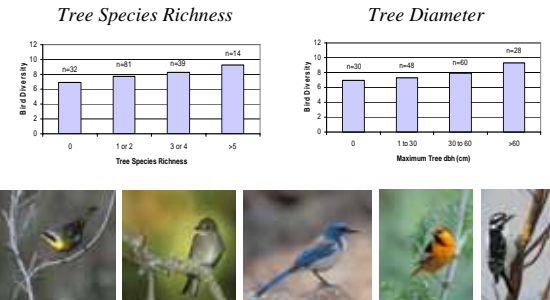 Tree Species Richness
Bird Diversity
12
10
8
6
4
2
0
n=32
n=81
n=39
n=14
0
1 or 2
3 or 4
>5
Tree Species Richness
Tree Diameter
Bird Diversity
12
10
8
6
4
2
0
n=30
n=48
n=60
n=28
0
1 to 30
30 to 60
>60
Maximum Tree dbh (cm)